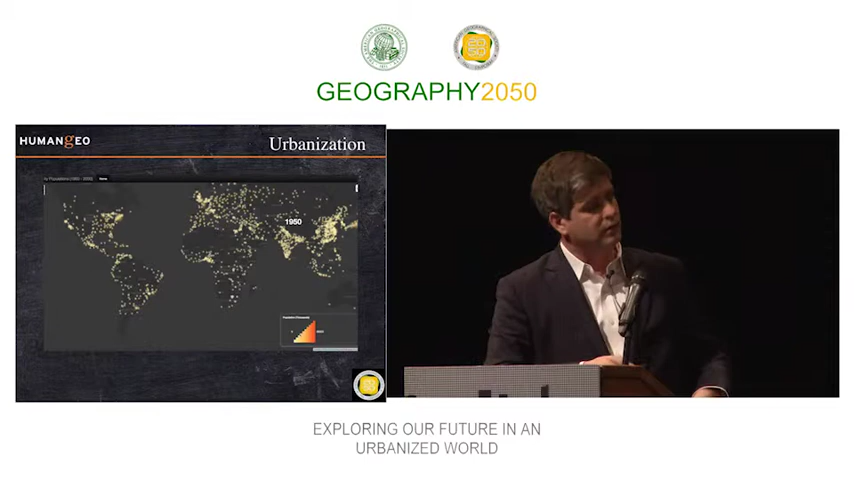 GEOGRAPHY2050
HUMANGEO
Urbanization
1950
EXPLORING OUR FUTURE IN AN
URBANIZED WORLD